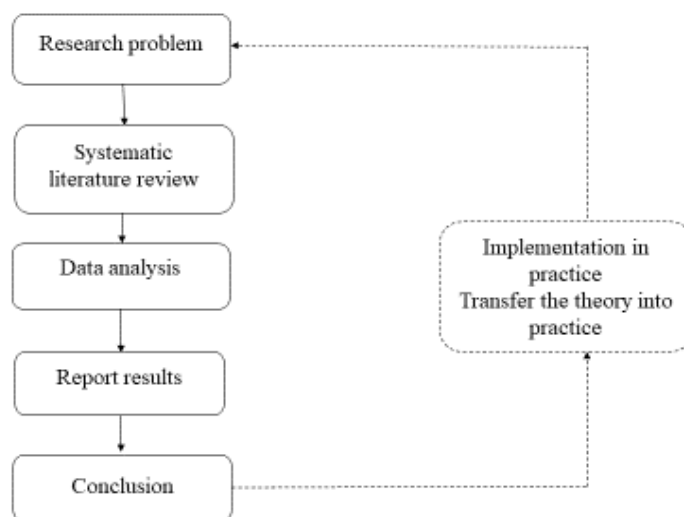 Research problem
Systematic
literature review
Data analysis
Report results
Conclusion
Implementation in
practice
Transfer the theory into
practice